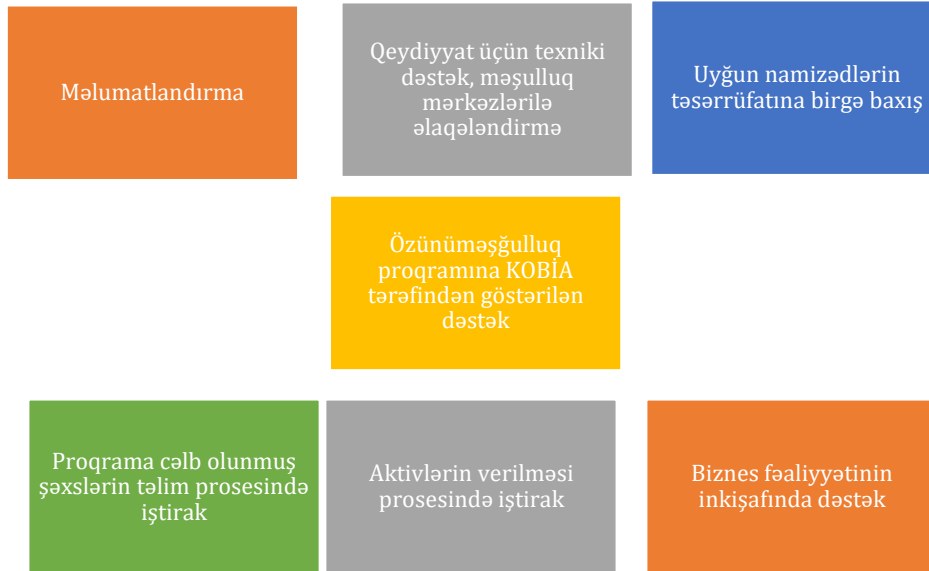 Məlumatlandırma
Qeydiyyat üçün texniki
dəstək, məşulluq
mərkəzlərilə
əlaqələndirmə
Uyğun namizədlərin
təsərrüfatına birgə baxış
Özünüməşğulluq
proqramına KOBİA
tərəfindən göstərilən
dəstək
Proqrama cəlb olunmuş
şəxslərin təlim prosesində
iştirak
Aktivlərin verilməsi
prosesində iştirak
Biznes fəaliyyətinin
inkişafında dəstək